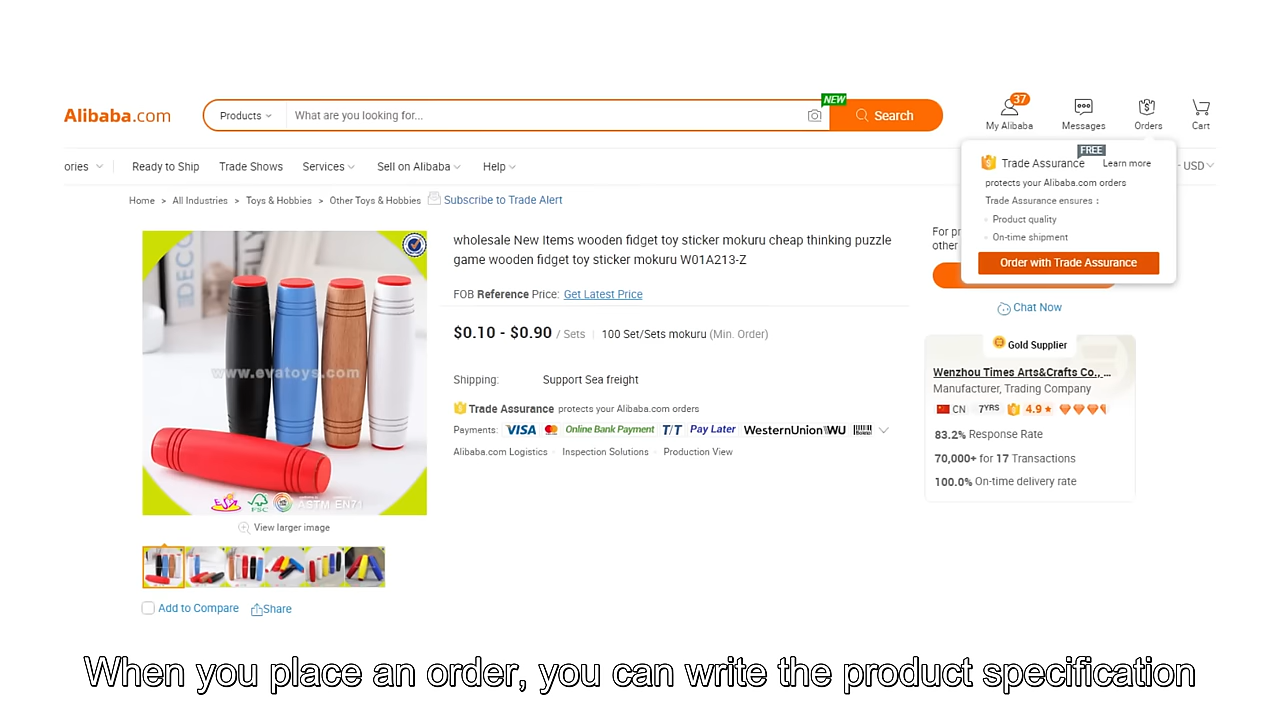 Alibaba.com
Products
What are you looking for...
NEW
Search
37
My Alibaba
Messages
Orders
Cart
ories
Ready to Ship
Trade Shows
Services
Sell on Alibaba
Help
- USD
FREE
Trade Assurance
Learn more
protects your Alibaba.com orders
Trade Assurance ensures :
Product quality
On-time shipment
Order with Trade Assurance
Home > All Industries > Toys & Hobbies > Other Toys & Hobbies
Subscribe to Trade Alert
wholesale New Items wooden fidget toy sticker mokuru cheap thinking puzzle
game wooden fidget toy sticker mokuru W01A213-Z
FOB Reference Price: Get Latest Price
$0.10 - $0.90 / Sets | 100 Set/Sets mokuru (Min. Order)
Shipping: Support Sea freight
Trade Assurance protects your Alibaba.com orders
Payments: VISA Online Bank Payment T/T Pay Later WesternUnion WU
Alibaba.com Logistics · Inspection Solutions · Production View
For pr
other
Chat Now
Gold Supplier
Wenzhou Times Arts&Crafts Co., ...
Manufacturer, Trading Company
CN 7YRS 4.9
83.2% Response Rate
70,000+ for 17 Transactions
100.0% On-time delivery rate
DECO
www.evatoys.com
FSC
ASTM EN71
View larger image
Add to Compare
Share
When you place an order, you can write the product specification